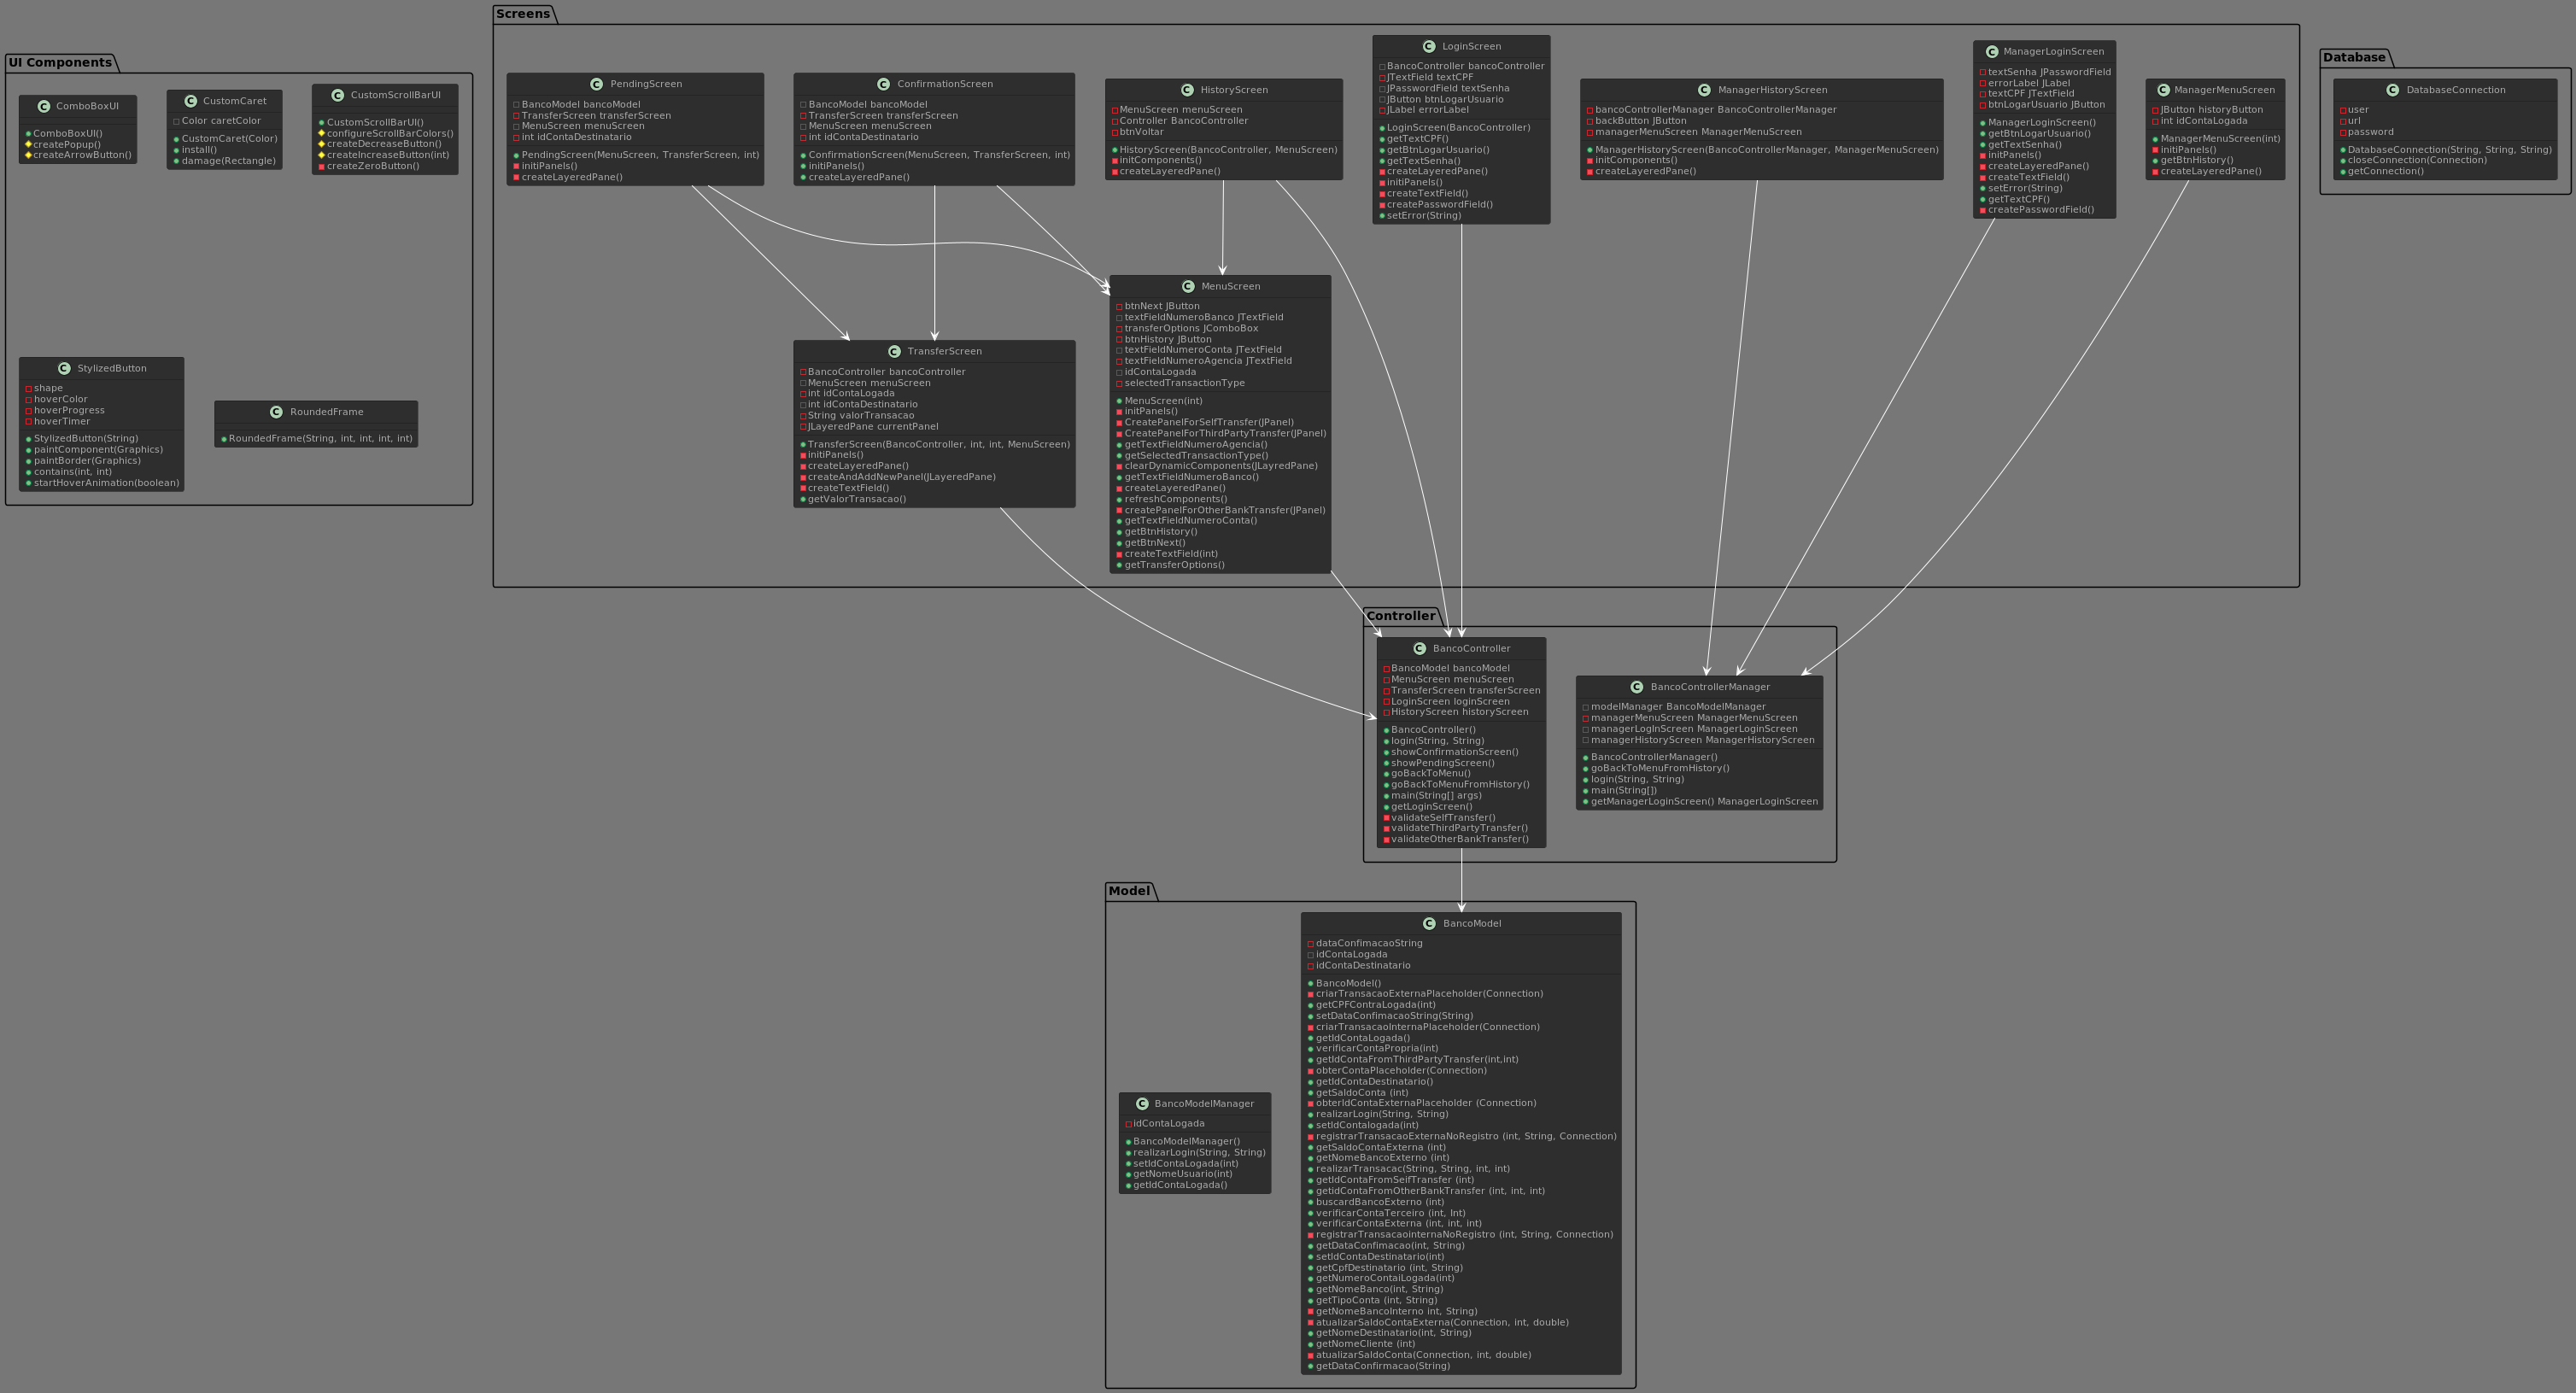 UI Components
ComboBoxUI
ComboBoxUI()
createPopup()
createArrowButton()
CustomCaret
Color caretColor
CustomCaret(Color)
install()
damage(Rectangle)
CustomScrollBarUI
CustomScrollBarUI()
configureScrollBarColors()
createDecreaseButton()
createIncreaseButton(int)
createZeroButton()
StylizedButton
shape
hoverColor
hoverProgress
hoverTimer
StylizedButton(String)
paintComponent(Graphics)
paintBorder(Graphics)
contains(int, int)
startHoverAnimation(boolean)
RoundedFrame
RoundedFrame(String, int, int, int, int)
Screens
PendingScreen
BancoModel bancoModel
TransferScreen transferScreen
MenuScreen menuScreen
int idContaDestinatario
PendingScreen(MenuScreen, TransferScreen, int)
initiPanels()
createLayeredPane()
ConfirmationScreen
BancoModel bancoModel
TransferScreen transferScreen
MenuScreen menuScreen
int idContaDestinatario
ConfirmationScreen(MenuScreen, TransferScreen, int)
initiPanels()
createLayeredPane()
HistoryScreen
MenuScreen menuScreen
Controller BancoController
btnVoltar
HistoryScreen(BancoController, MenuScreen)
initComponents()
createLayeredPane()
LoginScreen
BancoController bancoController
JTextField textCPF
JPasswordField textSenha
JButton btnLogarUsuario
JLabel errorLabel
LoginScreen(BancoController)
getTextCPF()
getBtnLogarUsuario()
getTextSenha()
createLayeredPane()
initiPanels()
createTextField()
createPasswordField()
setError(String)
ManagerHistoryScreen
bancoControllerManager BancoControllerManager
backButton JButton
managerMenuScreen ManagerMenuScreen
ManagerHistoryScreen(BancoControllerManager, ManagerMenuScreen)
initComponents()
createLayeredPane()
ManagerLoginScreen
textSenha JPasswordField
errorLabel JLabel
textCPF JTextField
btnLogarUsuario JButton
ManagerLoginScreen()
getBtnLogarUsuario()
getTextSenha()
initPanels()
createLayeredPane()
createTextField()
setError(String)
getTextCPF()
createPasswordField()
ManagerMenuScreen
JButton historyButton
int idContaLogada
ManagerMenuScreen(int)
initiPanels()
getBtnHistory()
createLayeredPane()
TransferScreen
BancoController bancoController
MenuScreen menuScreen
int idContaLogada
int idContaDestinatario
String valorTransacao
JLayeredPane currentPanel
TransferScreen(BancoController, int, int, MenuScreen)
initiPanels()
createLayeredPane()
createAndAddNewPanel(JLayeredPane)
createTextField()
getValorTransacao()
MenuScreen
btnNext JButton
textFieldNumeroBanco JTextField
transferOptions JComboBox
btnHistory JButton
textFieldNumeroConta JTextField
textFieldNumeroAgencia JTextField
idContaLogada
selectedTransactionType
MenuScreen(int)
initPanels()
CreatePanelForSelfTransfer(JPanel)
CreatePanelForThirdPartyTransfer(JPanel)
getTextFieldNumeroAgencia()
getSelectedTransactionType()
clearDynamicComponents(JLayredPane)
getTextFieldNumeroBanco()
createLayeredPane()
refreshComponents()
createPanelForOtherBankTransfer(JPanel)
getTextFieldNumeroConta()
getBtnHistory()
getBtnNext()
createTextField(int)
getTransferOptions()
Database
DatabaseConnection
user
url
password
DatabaseConnection(String, String, String)
closeConnection(Connection)
getConnection()
Controller
BancoController
BancoModel bancoModel
MenuScreen menuScreen
TransferScreen transferScreen
LoginScreen loginScreen
HistoryScreen historyScreen
BancoController()
login(String, String)
showConfirmationScreen()
showPendingScreen()
goBackToMenu()
goBackToMenuFromHistory()
main(String[] args)
getLoginScreen()
validateSelfTransfer()
validateThirdPartyTransfer()
validateOtherBankTransfer()
BancoControllerManager
modelManager BancoModelManager
managerMenuScreen ManagerMenuScreen
managerLogInScreen ManagerLoginScreen
managerHistoryScreen ManagerHistoryScreen
BancoControllerManager()
goBackToMenuFromHistory()
login(String, String)
main(String[])
getManagerLoginScreen() ManagerLoginScreen
Model
BancoModelManager
idContaLogada
BancoModelManager()
realizarLogin(String, String)
setIdContaLogada(int)
getNomeUsuario(int)
getIdContaLogada()
BancoModel
dataConfimacaoString
idContaLogada
idContaDestinatario
BancoModel()
criarTransacaoExternaPlaceholder(Connection)
getCPFContraLogada(int)
setDataConfimacaoString(String)
criarTransacaoInternaPlaceholder(Connection)
getIdContaLogada()
verificarContaPropria(int)
getIdContaFromThirdPartyTransfer(int,int)
obterContaPlaceholder(Connection)
getIdContaDestinatario()
getSaldoConta (int)
obterIdContaExternaPlaceholder (Connection)
realizarLogin(String, String)
setIdContalogada(int)
registrarTransacaoExternaNoRegistro (int, String, Connection)
getSaldoContaExterna (int)
getNomeBancoExterno (int)
realizarTransacac(String, String, int, int)
getIdContaFromSeifTransfer (int)
getidContaFromOtherBankTransfer (int, int, int)
buscardBancoExterno (int)
verificarContaTerceiro (int, Int)
verificarContaExterna (int, int, int)
registrarTransacaointernaNoRegistro (int, String, Connection)
getDataConfimacao(int, String)
setIdContaDestinatario(int)
getCpfDestinatario (int, String)
getNumeroContaiLogada(int)
getNomeBanco(int, String)
getTipoConta (int, String)
getNomeBancoInterno int, String)
atualizarSaldoContaExterna(Connection, int, double)
getNomeDestinatario(int, String)
getNomeCliente (int)
atualizarSaldoConta(Connection, int, double)
getDataConfirmacao(String)